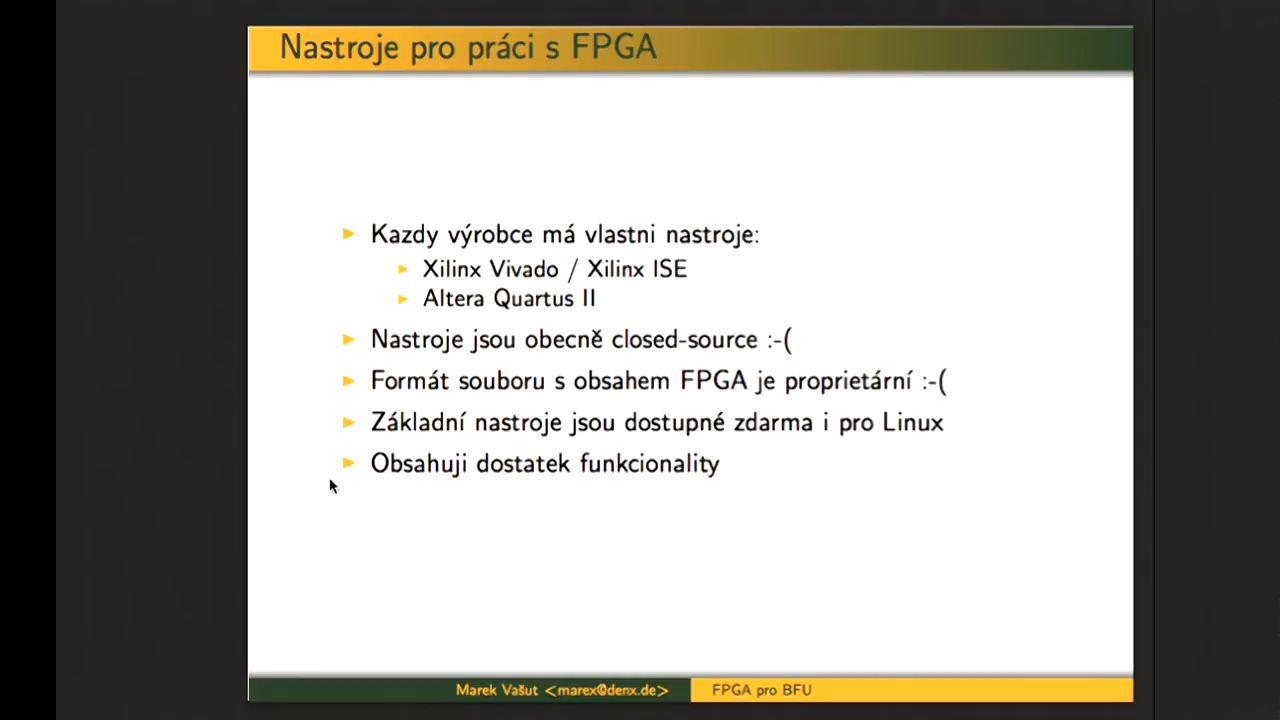 Nastroje pro práci s FPGA
Kazdy výrobce má vlastni nastroje:
Xilinx Vivado / Xilinx ISE
Altera Quartus II
Nastroje jsou obecně closed-source :-(
Formát souboru s obsahem FPGA je proprietární :-(
Základní nastroje jsou dostupné zdarma i pro Linux
Obsahuji dostatek funkcionality
Marek Vašut <marex@denx.de>
FPGA pro BFU